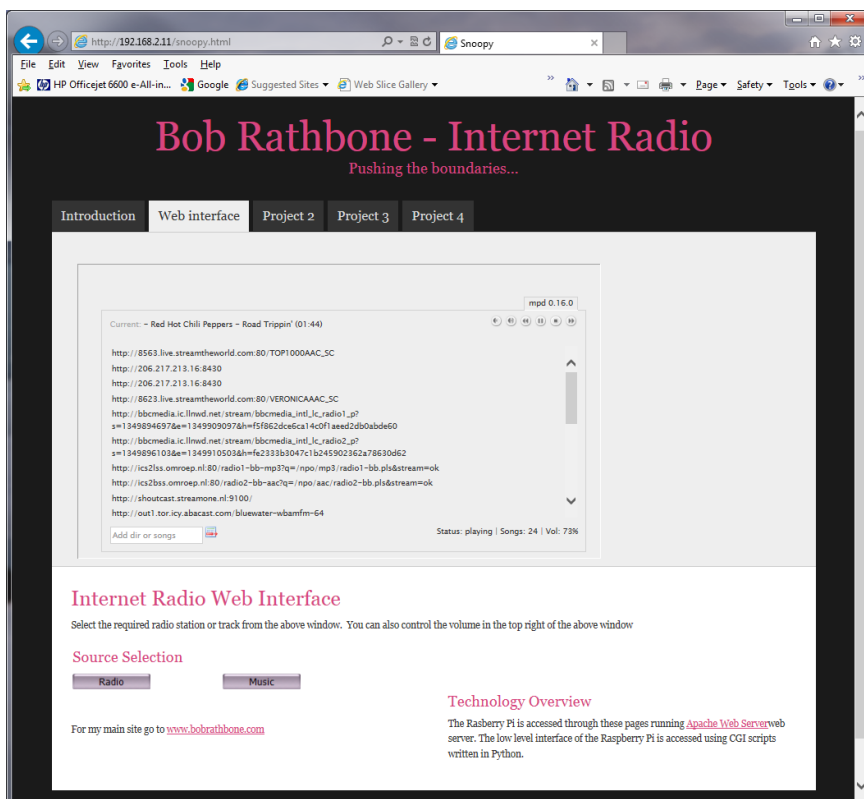 http://192.168.2.11/snoopy.html
Snoopy
File Edit View Favorites Tools Help
HP Officejet 6600 e-All-in... Google Suggested Sites Web Slice Gallery
Page Safety Tools
Bob Rathbone - Internet Radio
Pushing the boundaries...
Introduction Web interface Project 2 Project 3 Project 4
mpd 0.16.0
Current: - Red Hot Chili Peppers - Road Trippin' (01:44)
http://8563.live.streamtheworld.com:80/TOP1000AAC_SC
http://206.217.213.16:8430
http://206.217.213.16:8430
http://8623.live.streamtheworld.com:80/VERONICAAAC_SC
http://bbcmedia.ic.llnwd.net/stream/bbcmedia_intl_lc_radio1_p?
s=1349894697&e=1349909097&h=f5f862dce6ca14c0f1aeed2db0abde60
http://bbcmedia.ic.llnwd.net/stream/bbcmedia_intl_lc_radio2_p?
s=1349896103&e=1349910503&h=fe2333b3047c1b245902362a78630d62
http://ics2lss.omroep.nl:80/radio1-bb-mp3?q=/npo/mp3/radio1-bb.pls&stream=ok
http://ics2bss.omroep.nl:80/radio2-bb-aac?q=/npo/aac/radio2-bb.pls&stream=ok
http://shoutcast.streamone.nl:9100/
http://out1.tor.icy.abacast.com/bluewater-wbamfm-64
Add dir or songs
Status: playing | Songs: 24 | Vol: 73%
Internet Radio Web Interface
Select the required radio station or track from the above window. You can also control the volume in the top right of the above window
Source Selection
Radio Music
For my main site go to www.bobrathbone.com
Technology Overview
The Rasberry Pi is accessed through these pages running Apache Web Serverweb
server. The low level interface of the Raspberry Pi is accessed using CGI scripts
written in Python.